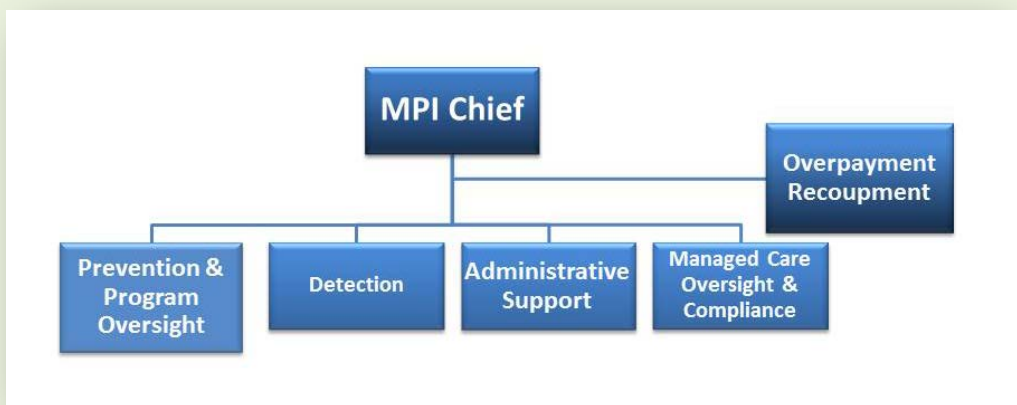 MPI Chief
Overpayment
Recoupment
Prevention &
Program
Oversight
Detection
Administrative
Support
Managed Care
Oversight &
Compliance